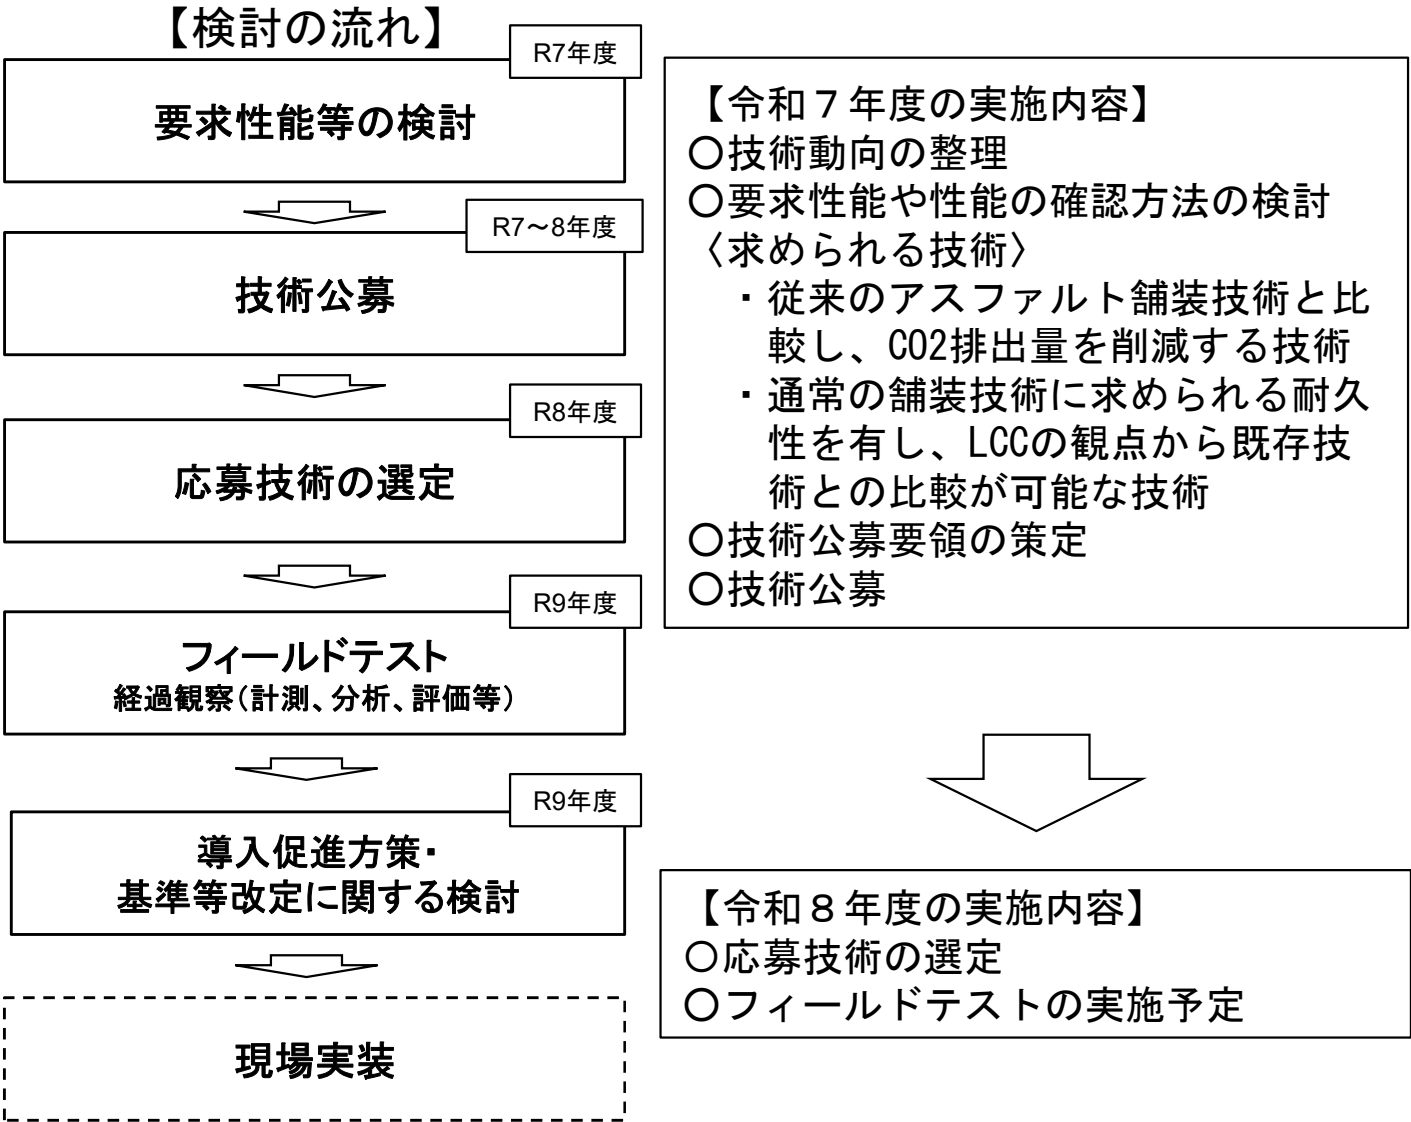 【検討の流れ】
R7年度
要求性能等の検討
R7～8年度
技術公募
R8年度
応募技術の選定
R9年度
フィールドテスト
経過観察（計測、分析、評価等）
R9年度
導入促進方策・
基準等改定に関する検討
現場実装
【令和７年度の実施内容】
〇技術動向の整理
〇要求性能や性能の確認方法の検討
〈求められる技術〉
・従来のアスファルト舗装技術と比
較し、CO2排出量を削減する技術
・通常の舗装技術に求められる耐久
性を有し、LCCの観点から既存技
術との比較が可能な技術
〇技術公募要領の策定
〇技術公募
【令和８年度の実施内容】
〇応募技術の選定
〇フィールドテストの実施予定